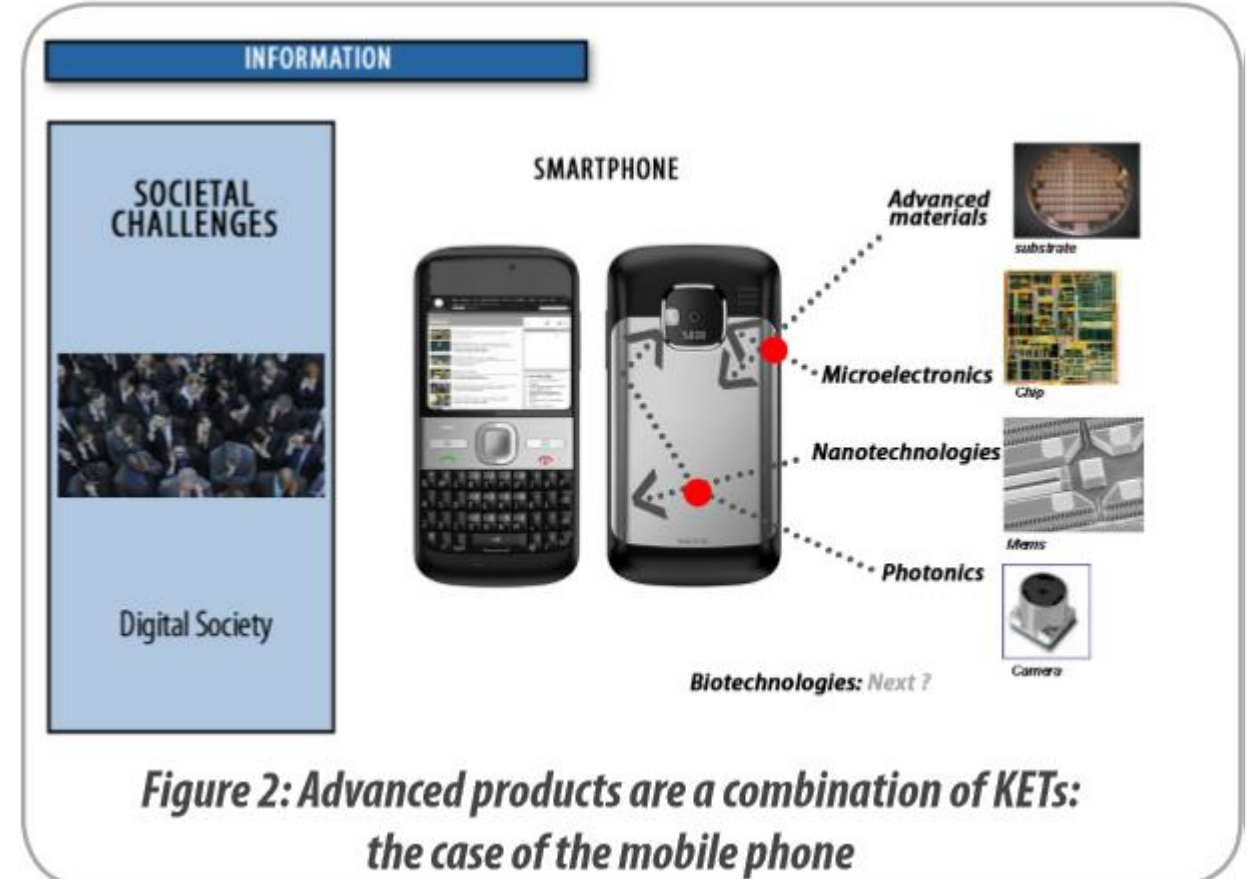 INFORMATION
SOCIETAL
CHALLENGES
Digital Society
SMARTPHONE
Advanced
materials
substrate
Microelectronics
Chip
Nanotechnologies
Mems
Photonics
Camera
Biotechnologies: Next ?
Figure 2: Advanced products are a combination of KETs:
the case of the mobile phone